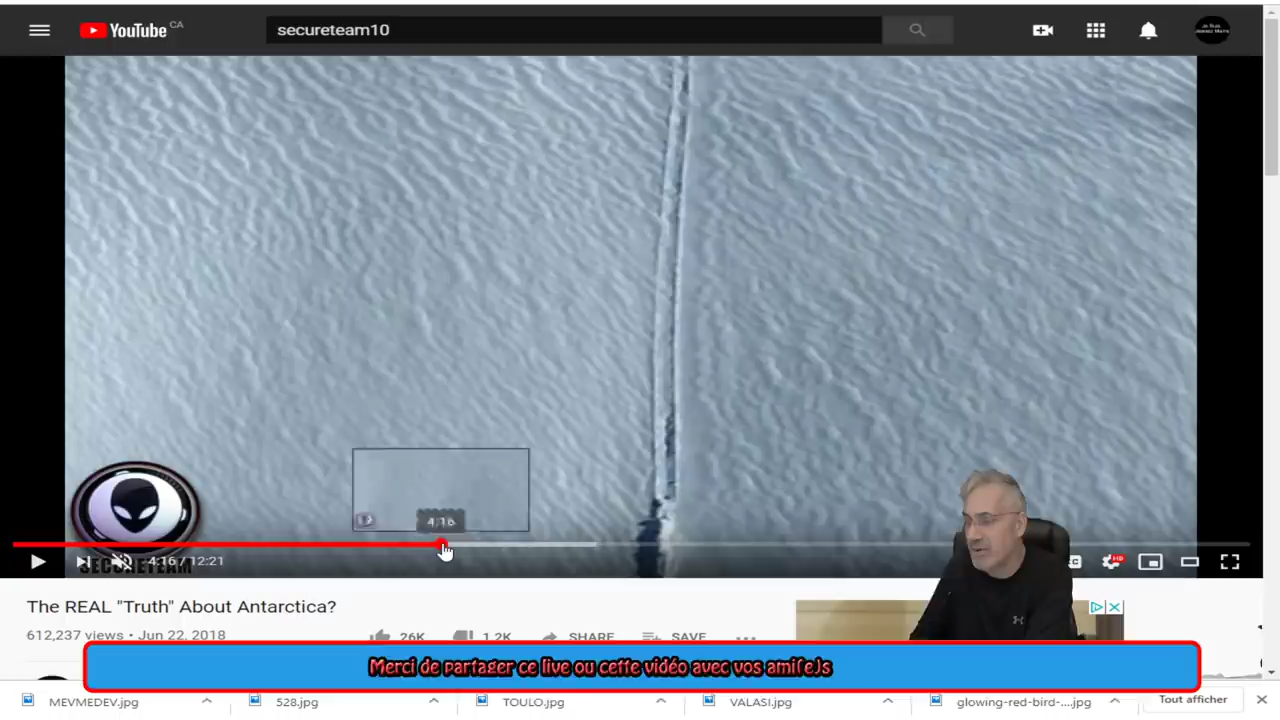 YouTube CA
secureteam10
4:16
4:16 / 12:21
SECURETEAM
HD
The REAL "Truth" About Antarctica?
612,237 views • Jun 22, 2018
26K
1.2K
SHARE
SAVE
Merci de partager ce live ou cette vidéo avec vos ami(e)s
MEVMEDEV.jpg
528.jpg
TOULO.jpg
VALASI.jpg
glowing-red-bird-....jpg
Tout afficher